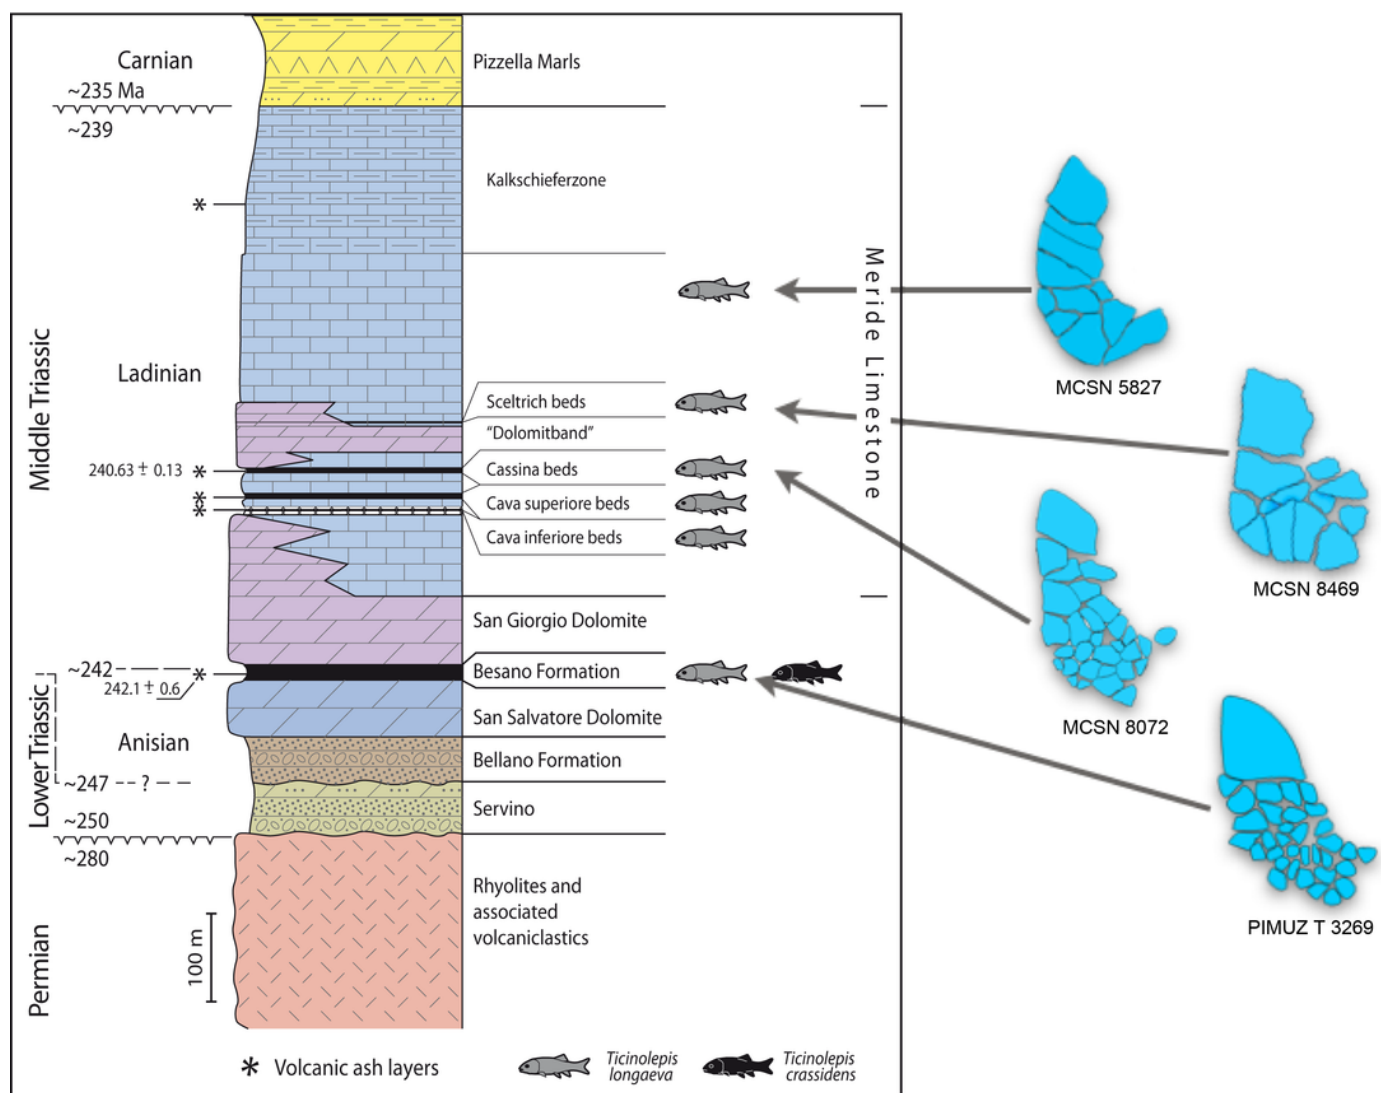 Carnian
~235 Ma
~239
Pizzella Marls
Kalkschieferzone
Middle Triassic
Ladinian
Meride Limestone
Sceltrich beds
"Dolomitband"
240.63 ± 0.13
*
Cassina beds
*
Cava superiore beds
*
Cava inferiore beds
San Giorgio Dolomite
~242
*
242.1 ± 0.6
Besano Formation
San Salvatore Dolomite
Lower Triassic
Anisian
Bellano Formation
~247 -- ?
Servino
~250
~280
Permian
Rhyolites and
associated
volcaniclastics
100 m
* Volcanic ash layers
Ticinolepis
longaeva
Ticinolepis
crassidens
MCSN 5827
MCSN 8469
MCSN 8072
PIMUZ T 3269